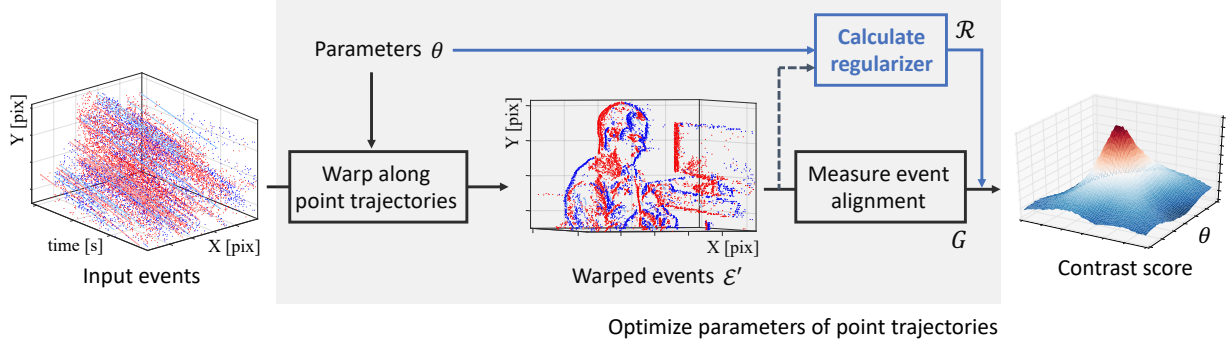 Parameters θ
Calculate
regularizer
ℛ
Y [pix]
time [s]
X [pix]
Input events
Warp along
point trajectories
Y [pix]
X [pix]
Warped events ℰ′
Measure event
alignment
G
θ
Contrast score
Optimize parameters of point trajectories